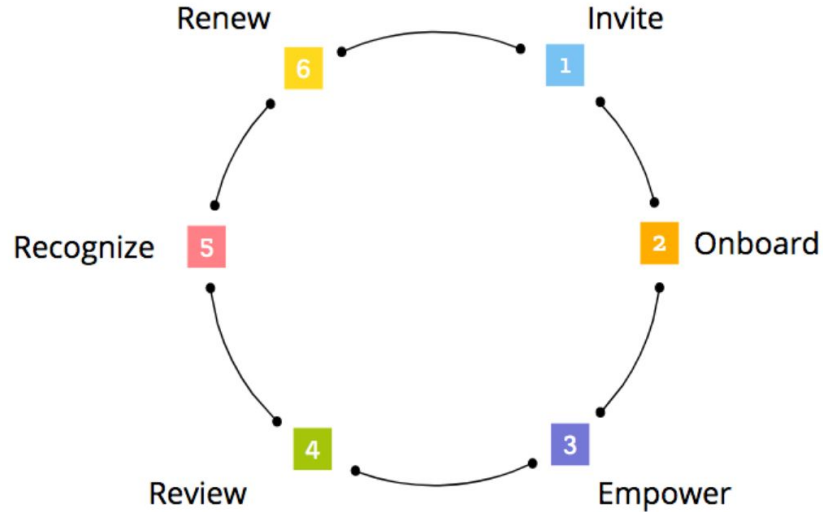 Renew
Invite
6
1
Recognize
5
2
Onboard
4
3
Review
Empower